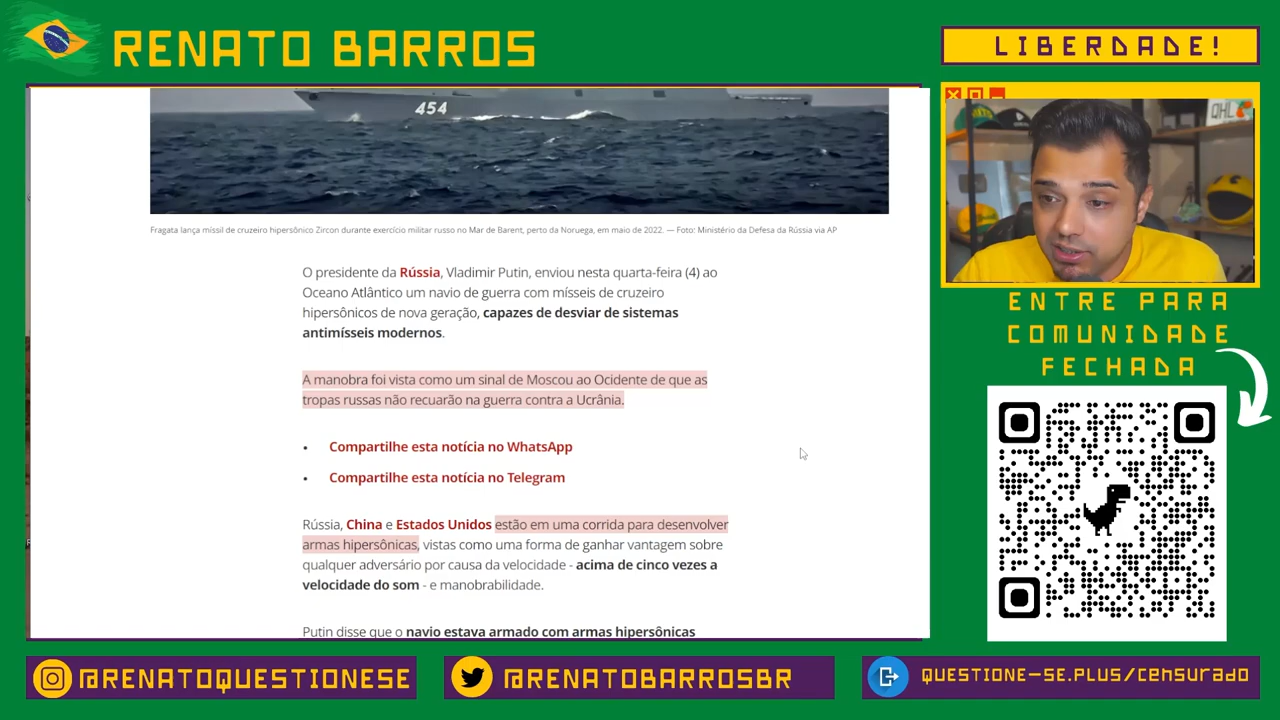 RENATO BARROS
LIBERDADE!
454
QHL
Fragata lança míssil de cruzeiro hipersônico Zircon durante exercício militar russo no Mar de Barent, perto da Noruega, em maio de 2022. — Foto: Ministério da Defesa da Rússia via AP
O presidente da Rússia, Vladimir Putin, enviou nesta quarta-feira (4) ao
Oceano Atlântico um navio de guerra com mísseis de cruzeiro
hipersônicos de nova geração, capazes de desviar de sistemas
antimísseis modernos.
A manobra foi vista como um sinal de Moscou ao Ocidente de que as
tropas russas não recuarão na guerra contra a Ucrânia.
• Compartilhe esta notícia no WhatsApp
• Compartilhe esta notícia no Telegram
Rússia, China e Estados Unidos estão em uma corrida para desenvolver
armas hipersônicas, vistas como uma forma de ganhar vantagem sobre
qualquer adversário por causa da velocidade - acima de cinco vezes a
velocidade do som - e manobrabilidade.
Putin disse que o navio estava armado com armas hipersônicas
ENTRE PARA
COMUNIDADE
FECHADA
@RENATOQUESTIONESE
@RENATOBARROSBR
QUESTIONE-SE.PLUS/censurado